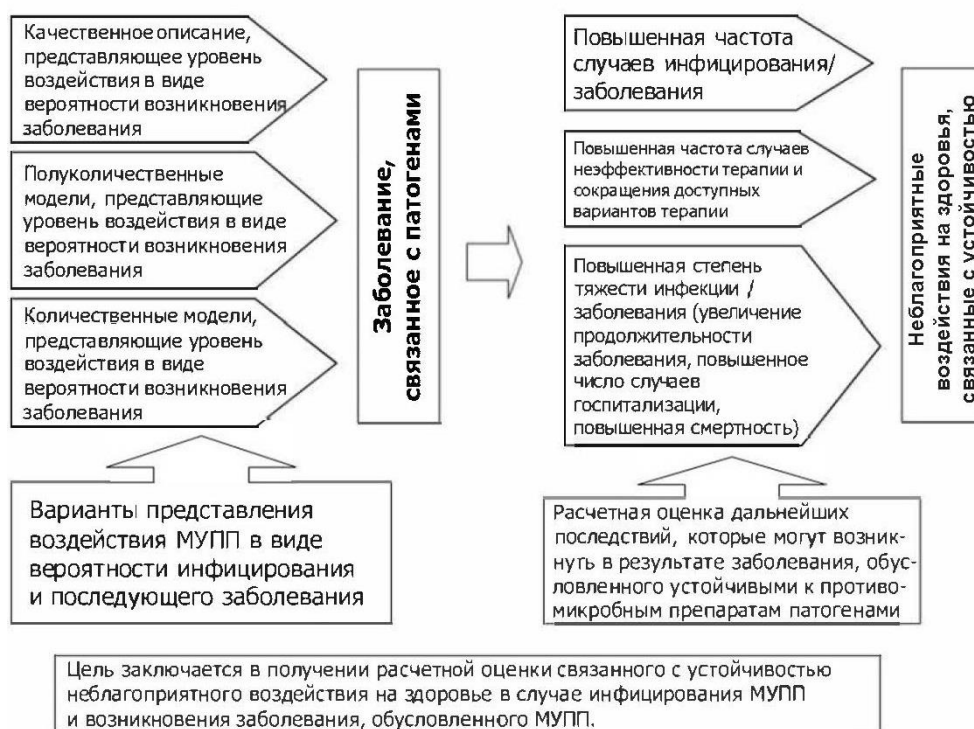 Качественное описание,
представляющее уровень
воздействия в виде
вероятности возникновения
заболевания
Полуколичественные
модели, представляющие
уровень воздействия в виде
вероятности возникновения
заболевания
Количественные модели,
представляющие уровень
воздействия в виде
вероятности возникновения
заболевания
Заболевание,
связанное с патогенами
Повышенная частота
случаев инфицирования/
заболевания
Повышенная частота случаев
неэффективности терапии и
сокращения доступных
вариантов терапии
Повышенная степень
тяжести инфекции /
заболевания (увеличение
продолжительности
заболевания, повышенное
число случаев
госпитализации,
повышенная смертность)
Неблагоприятные
воздействия на здоровья,
связанные с устойчивостью
Варианты представления
воздействия МУПП в виде
вероятности инфицирования
и последующего заболевания
Расчетная оценка дальнейших
последствий, которые могут возник-
нуть в результате заболевания, обус-
ловленного устойчивыми к противо-
микробным препаратам патогенами
Цель заключается в получении расчетной оценки связанного с устойчивостью
неблагоприятного воздействия на здоровье в случае инфицирования МУПП
и возникновения заболевания, обусловленного МУПП.